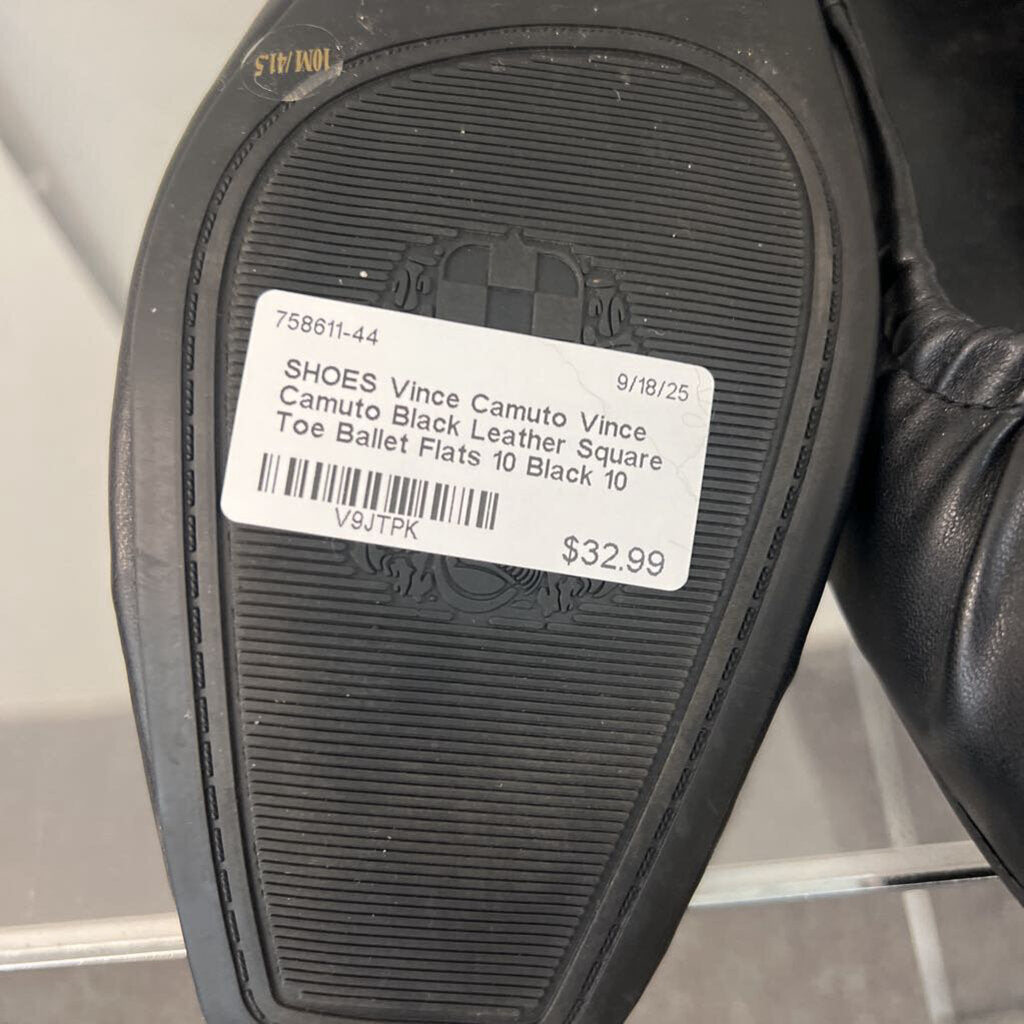 10M/41.5
758611-44
9/18/25
SHOES Vince Camuto Vince
Camuto Black Leather Square
Toe Ballet Flats 10 Black 10
V9JTPK
$32.99